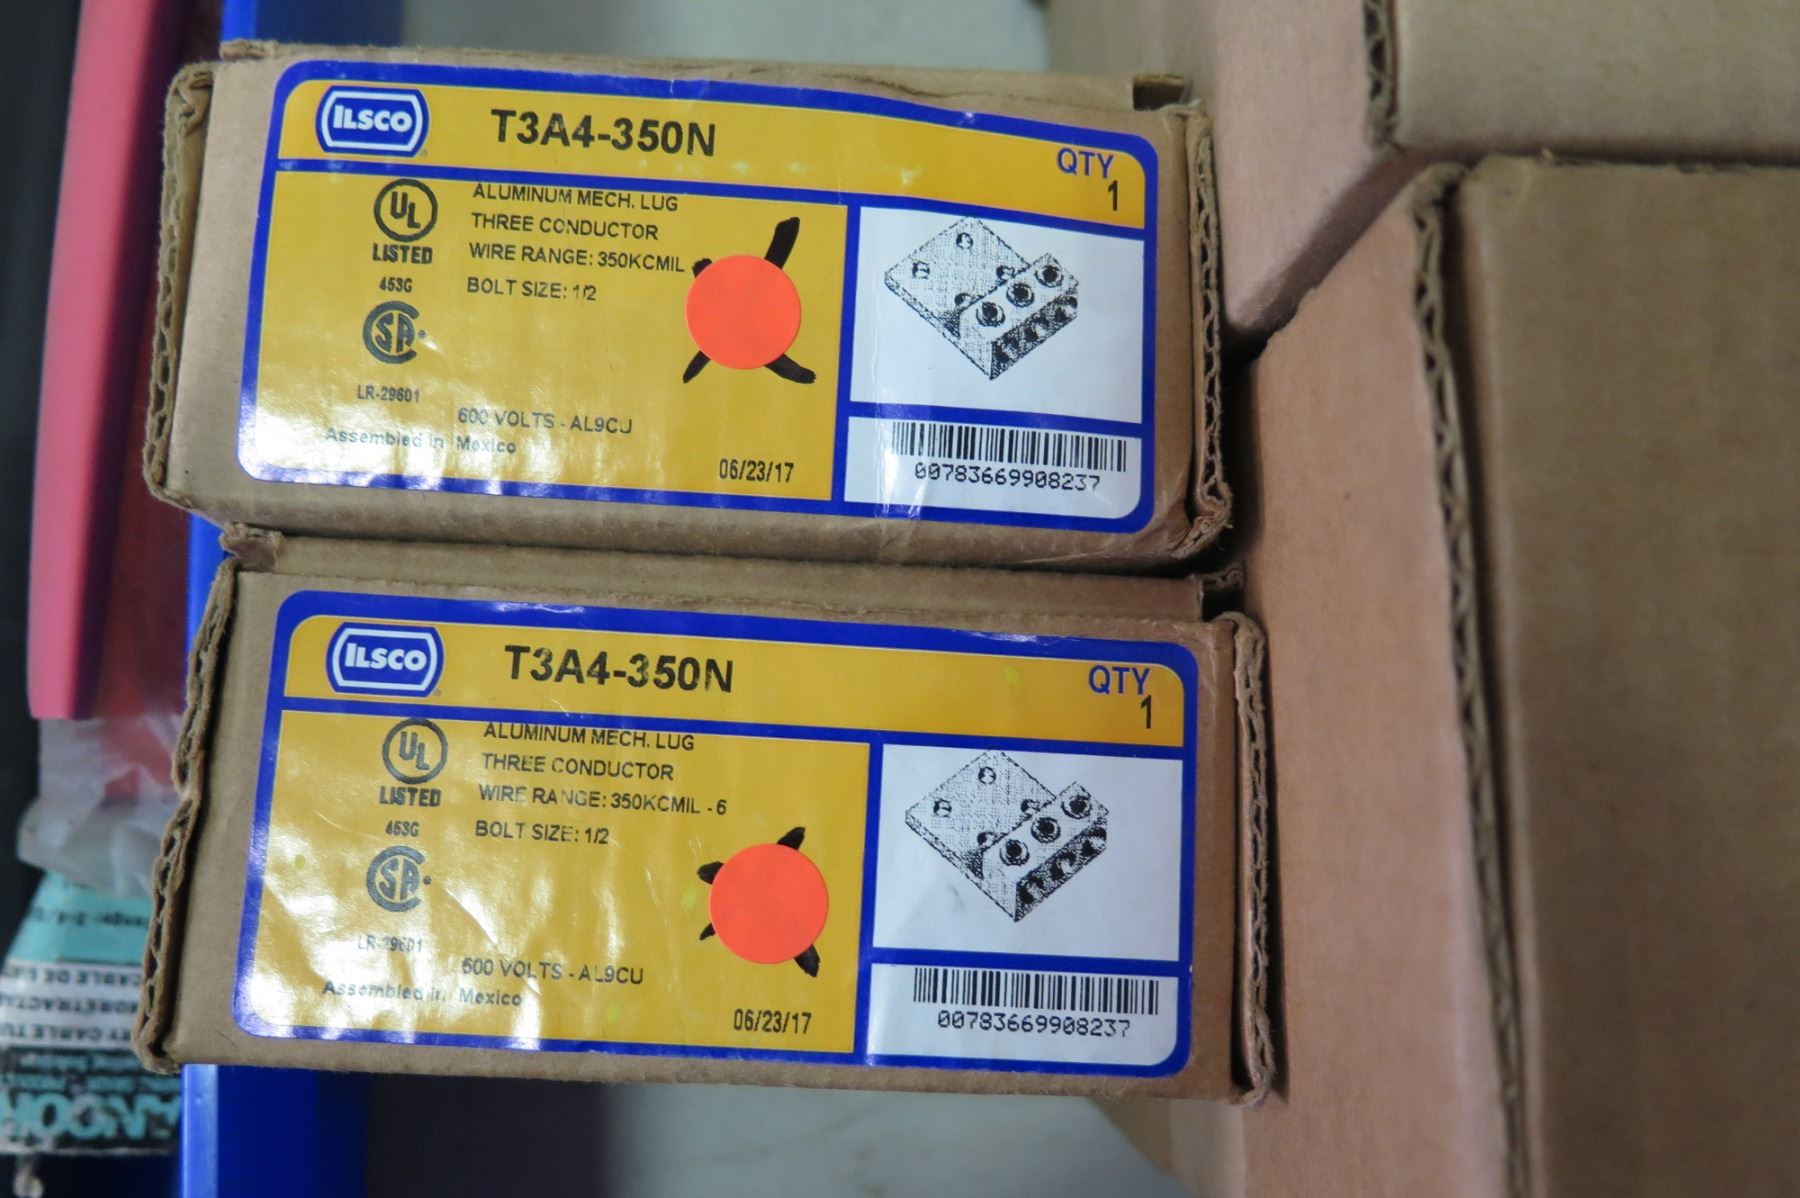 ILSCO
T3A4-350N
QTY
1
UL
LISTED
453G
ALUMINUM MECH. LUG
THREE CONDUCTOR
WIRE RANGE: 350KCMIL
BOLT SIZE: 1/2
LR-29601
600 VOLTS - AL9CU
Assembled in Mexico
06/23/17
00783669908237
ILSCO
T3A4-350N
QTY
1
UL
LISTED
453G
ALUMINUM MECH. LUG
THREE CONDUCTOR
WIRE RANGE: 350KCMIL - 6
BOLT SIZE: 1/2
LR-29601
600 VOLTS - AL9CU
Assembled in Mexico
06/23/17
00783669908237